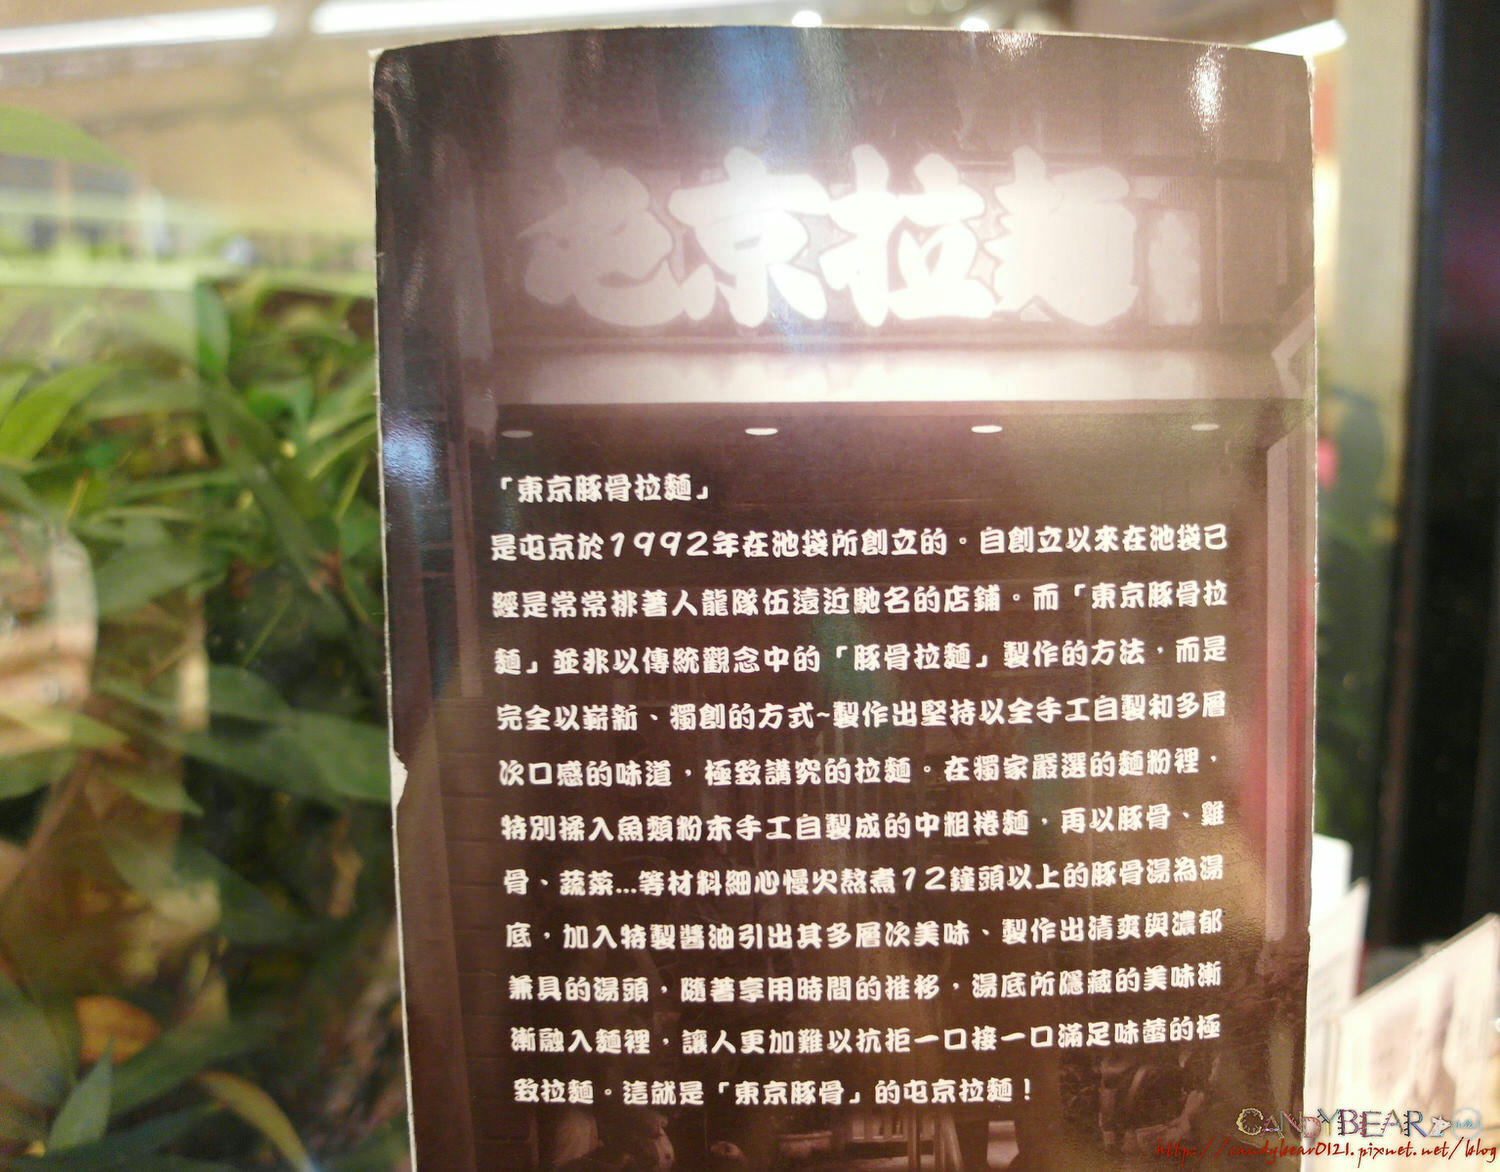 屯京拉麺
「東京豚骨拉麵」
是屯京於1992年在池袋所創立的。自創立以來在池袋已
經是常常排著人龍隊伍遠近馳名的店鋪。而「東京豚骨拉
麵」並非以傳統觀念中的「豚骨拉麵」製作的方法，而是
完全以嶄新、獨創的方式~製作出堅持以全手工自製和多層
次口感的味道，極致講究的拉麵。在獨家嚴選的麵粉裡，
特別揉入魚類粉末手工自製成的中粗捲麵，再以豚骨、雞
骨、蔬菜...等材料細心慢火熬煮12鐘頭以上的豚骨湯為湯
底，加入特製醬油引出其多層次美味、製作出清爽與濃郁
兼具的湯頭，隨著享用時間的推移，湯底所隱藏的美味漸
漸融入麵裡，讓人更加難以抗拒一口接一口滿足味蕾的極
致拉麵。這就是「東京豚骨」的屯京拉麵！
CANDYBEAR
http://candybear0121.pixnet.net/blog